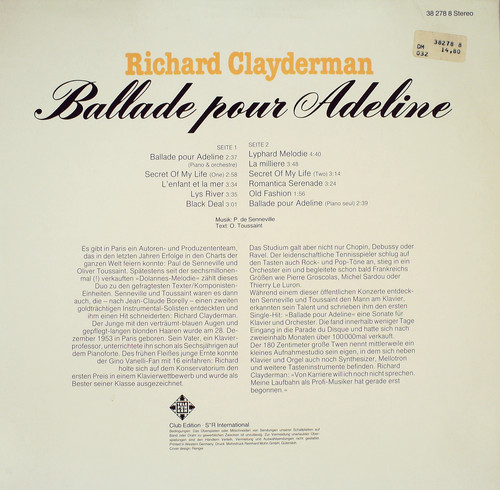 38 278 8 Stereo
38278 8
DM 14,80
032
Richard Clayderman
Ballade pour Adeline
SEITE 1
Ballade pour Adeline 2:37
(Piano & orchestre)
Secret Of My Life (One) 2:58
L'enfant et la mer 3:34
Lys River 3:35
Black Deal 3:01
SEITE 2
Lyphard Melodie 4:40
La milliere 3:48
Secret Of My Life (Two) 3:14
Romantica Serenade 3:24
Old Fashion 1:56
Ballade pour Adeline (Piano seul) 2:39
Musik: P. de Senneville
Text: O. Toussaint
Es gibt in Paris ein Autoren- und Produzententeam,
das in den letzten Jahren Erfolge in den Charts der
ganzen Welt feiern konnte: Paul de Senneville und
Oliver Toussaint. Spätestens seit der sechsmillionen-
mal (!) verkauften »Dolannes-Melodie« zählt dieses
Duo zu den gefragtesten Texter/Komponisten-
Einheiten. Senneville und Toussaint waren es dann
auch, die – nach Jean-Claude Borelly – einen zweiten
goldträchtigen Instrumental-Solisten entdeckten und
ihm einen Hit schneiderten: Richard Clayderman.
Der Junge mit den verträumt-blauen Augen und
gepflegt-langen blonden Haaren wurde am 28. De-
zember 1953 in Paris geboren. Sein Vater, ein Klavier-
professor, unterrichtete ihn schon als Sechsjährigen auf
dem Pianoforte. Des frühen Fleißes junge Ernte konnte
der Gino Vanelli-Fan mit 16 einfahren. Richard
holte sich auf dem Konservatorium den
ersten Preis in einem Klavierwettbewerb und wurde als
Bester seiner Klasse ausgezeichnet.
Das Studium galt aber nicht nur Chopin, Debussy oder
Ravel. Der leidenschaftliche Tennisspieler schlug auf
den Tasten auch Rock- und Pop-Töne an, stieg in ein
Orchester ein und begleitete schon bald Frankreichs
Größen wie Pierre Groscolas, Michel Sardou oder
Thierry Le Luron.
Während einem dieser öffentlichen Konzerte entdeck-
ten Senneville und Toussaint den Mann am Klavier,
erkannten sein Talent und schrieben ihm den ersten
Single-Hit: »Ballade pour Adeline« eine Sonate für
Klavier und Orchester. Die fand innerhalb weniger Tage
Eingang in die Parade du Disque und hatte sich nach
zweieinhalb Monaten über 100000mal verkauft.
Der 180 Zentimeter große Twen nennt mittlerweile ein
kleines Aufnahmestudio sein eigen, in dem sich neben
Klavier und Orgel auch noch Synthesizer, Mellotron
und weitere Tasteninstrumente befinden. Richard
Clayderman: »Von Karriere will ich noch nicht sprechen.
Meine Laufbahn als Profi-Musiker hat gerade erst
begonnen.«
Club Edition · S*R International